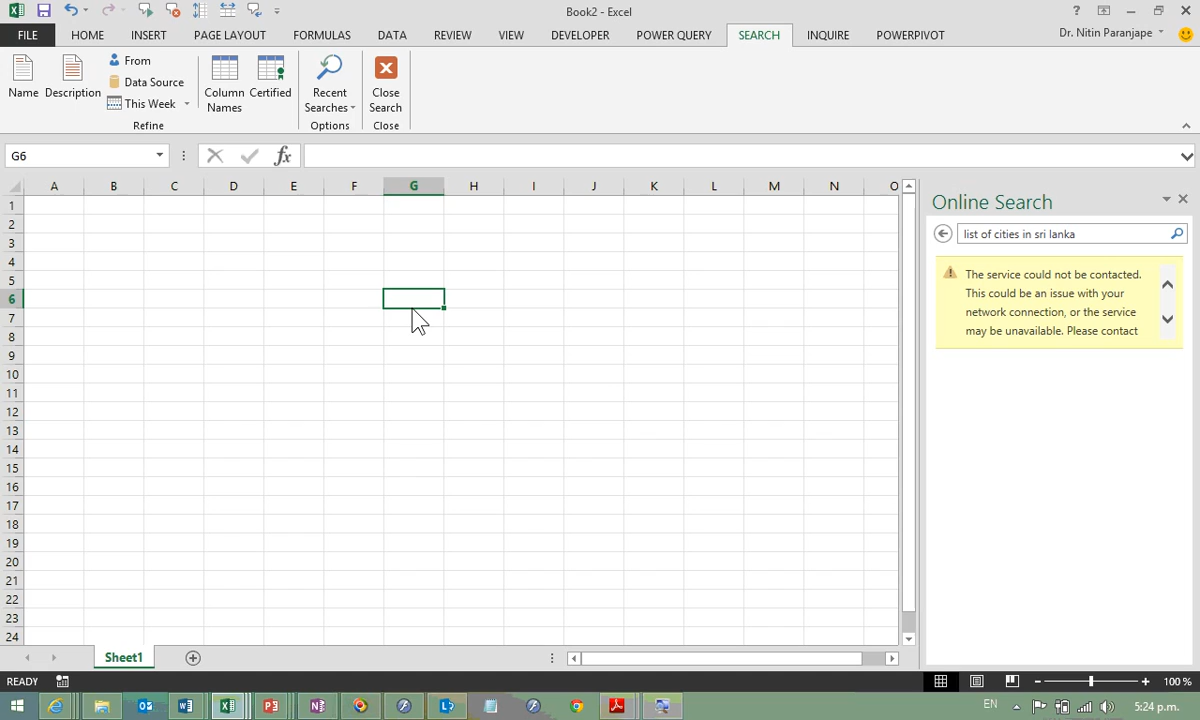 Book2 - Excel
?
FILE HOME INSERT PAGE LAYOUT FORMULAS DATA REVIEW VIEW DEVELOPER POWER QUERY SEARCH INQUIRE POWERPIVOT Dr. Nitin Paranjape
Name
Description
From
Data Source
This Week
Refine
Column
Names
Certified
Recent
Searches
Options
Close
Search
Close
G6
fx
A B C D E F G H I J K L M N O
1
2
3
4
5
6
7
8
9
10
11
12
13
14
15
16
17
18
19
20
21
22
23
24
Online Search
list of cities in sri lanka
The service could not be contacted.
This could be an issue with your
network connection, or the service
may be unavailable. Please contact
Sheet1
READY
100 %
EN
5:24 p.m.